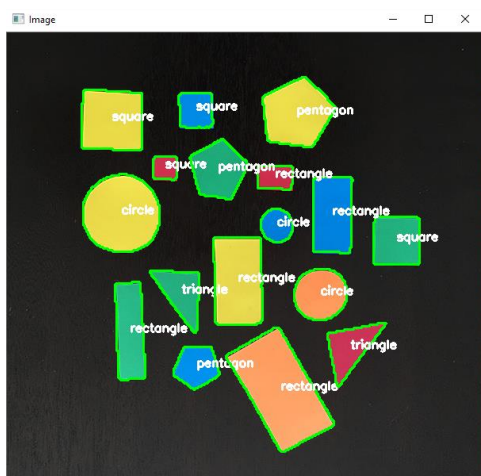 Image
square
square
pentagon
square
pentagon
rectangle
circle
circle
rectangle
square
triangle
rectangle
circle
rectangle
triangle
pentagon
rectangle